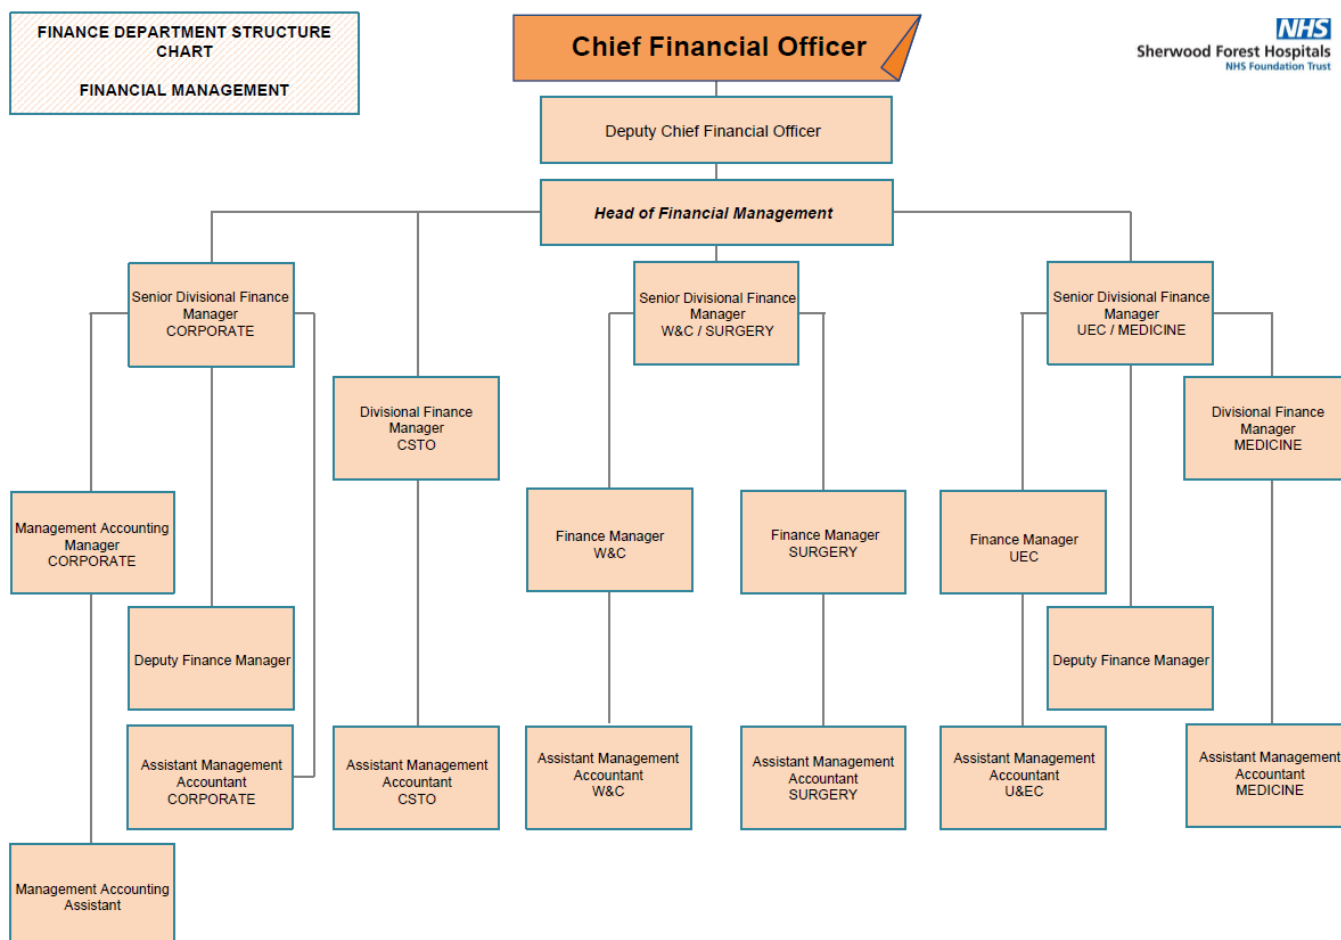 FINANCE DEPARTMENT STRUCTURE
CHART
FINANCIAL MANAGEMENT
Chief Financial Officer
NHS
Sherwood Forest Hospitals
NHS Foundation Trust
Deputy Chief Financial Officer
Head of Financial Management
Senior Divisional Finance
Manager
CORPORATE
Senior Divisional Finance
Manager
W&C / SURGERY
Senior Divisional Finance
Manager
UEC / MEDICINE
Divisional Finance
Manager
CSTO
Divisional Finance
Manager
MEDICINE
Management Accounting
Manager
CORPORATE
Finance Manager
W&C
Finance Manager
SURGERY
Finance Manager
UEC
Deputy Finance Manager
Deputy Finance Manager
Assistant Management
Accountant
CORPORATE
Assistant Management
Accountant
CSTO
Assistant Management
Accountant
W&C
Assistant Management
Accountant
SURGERY
Assistant Management
Accountant
U&EC
Assistant Management
Accountant
MEDICINE
Management Accounting
Assistant